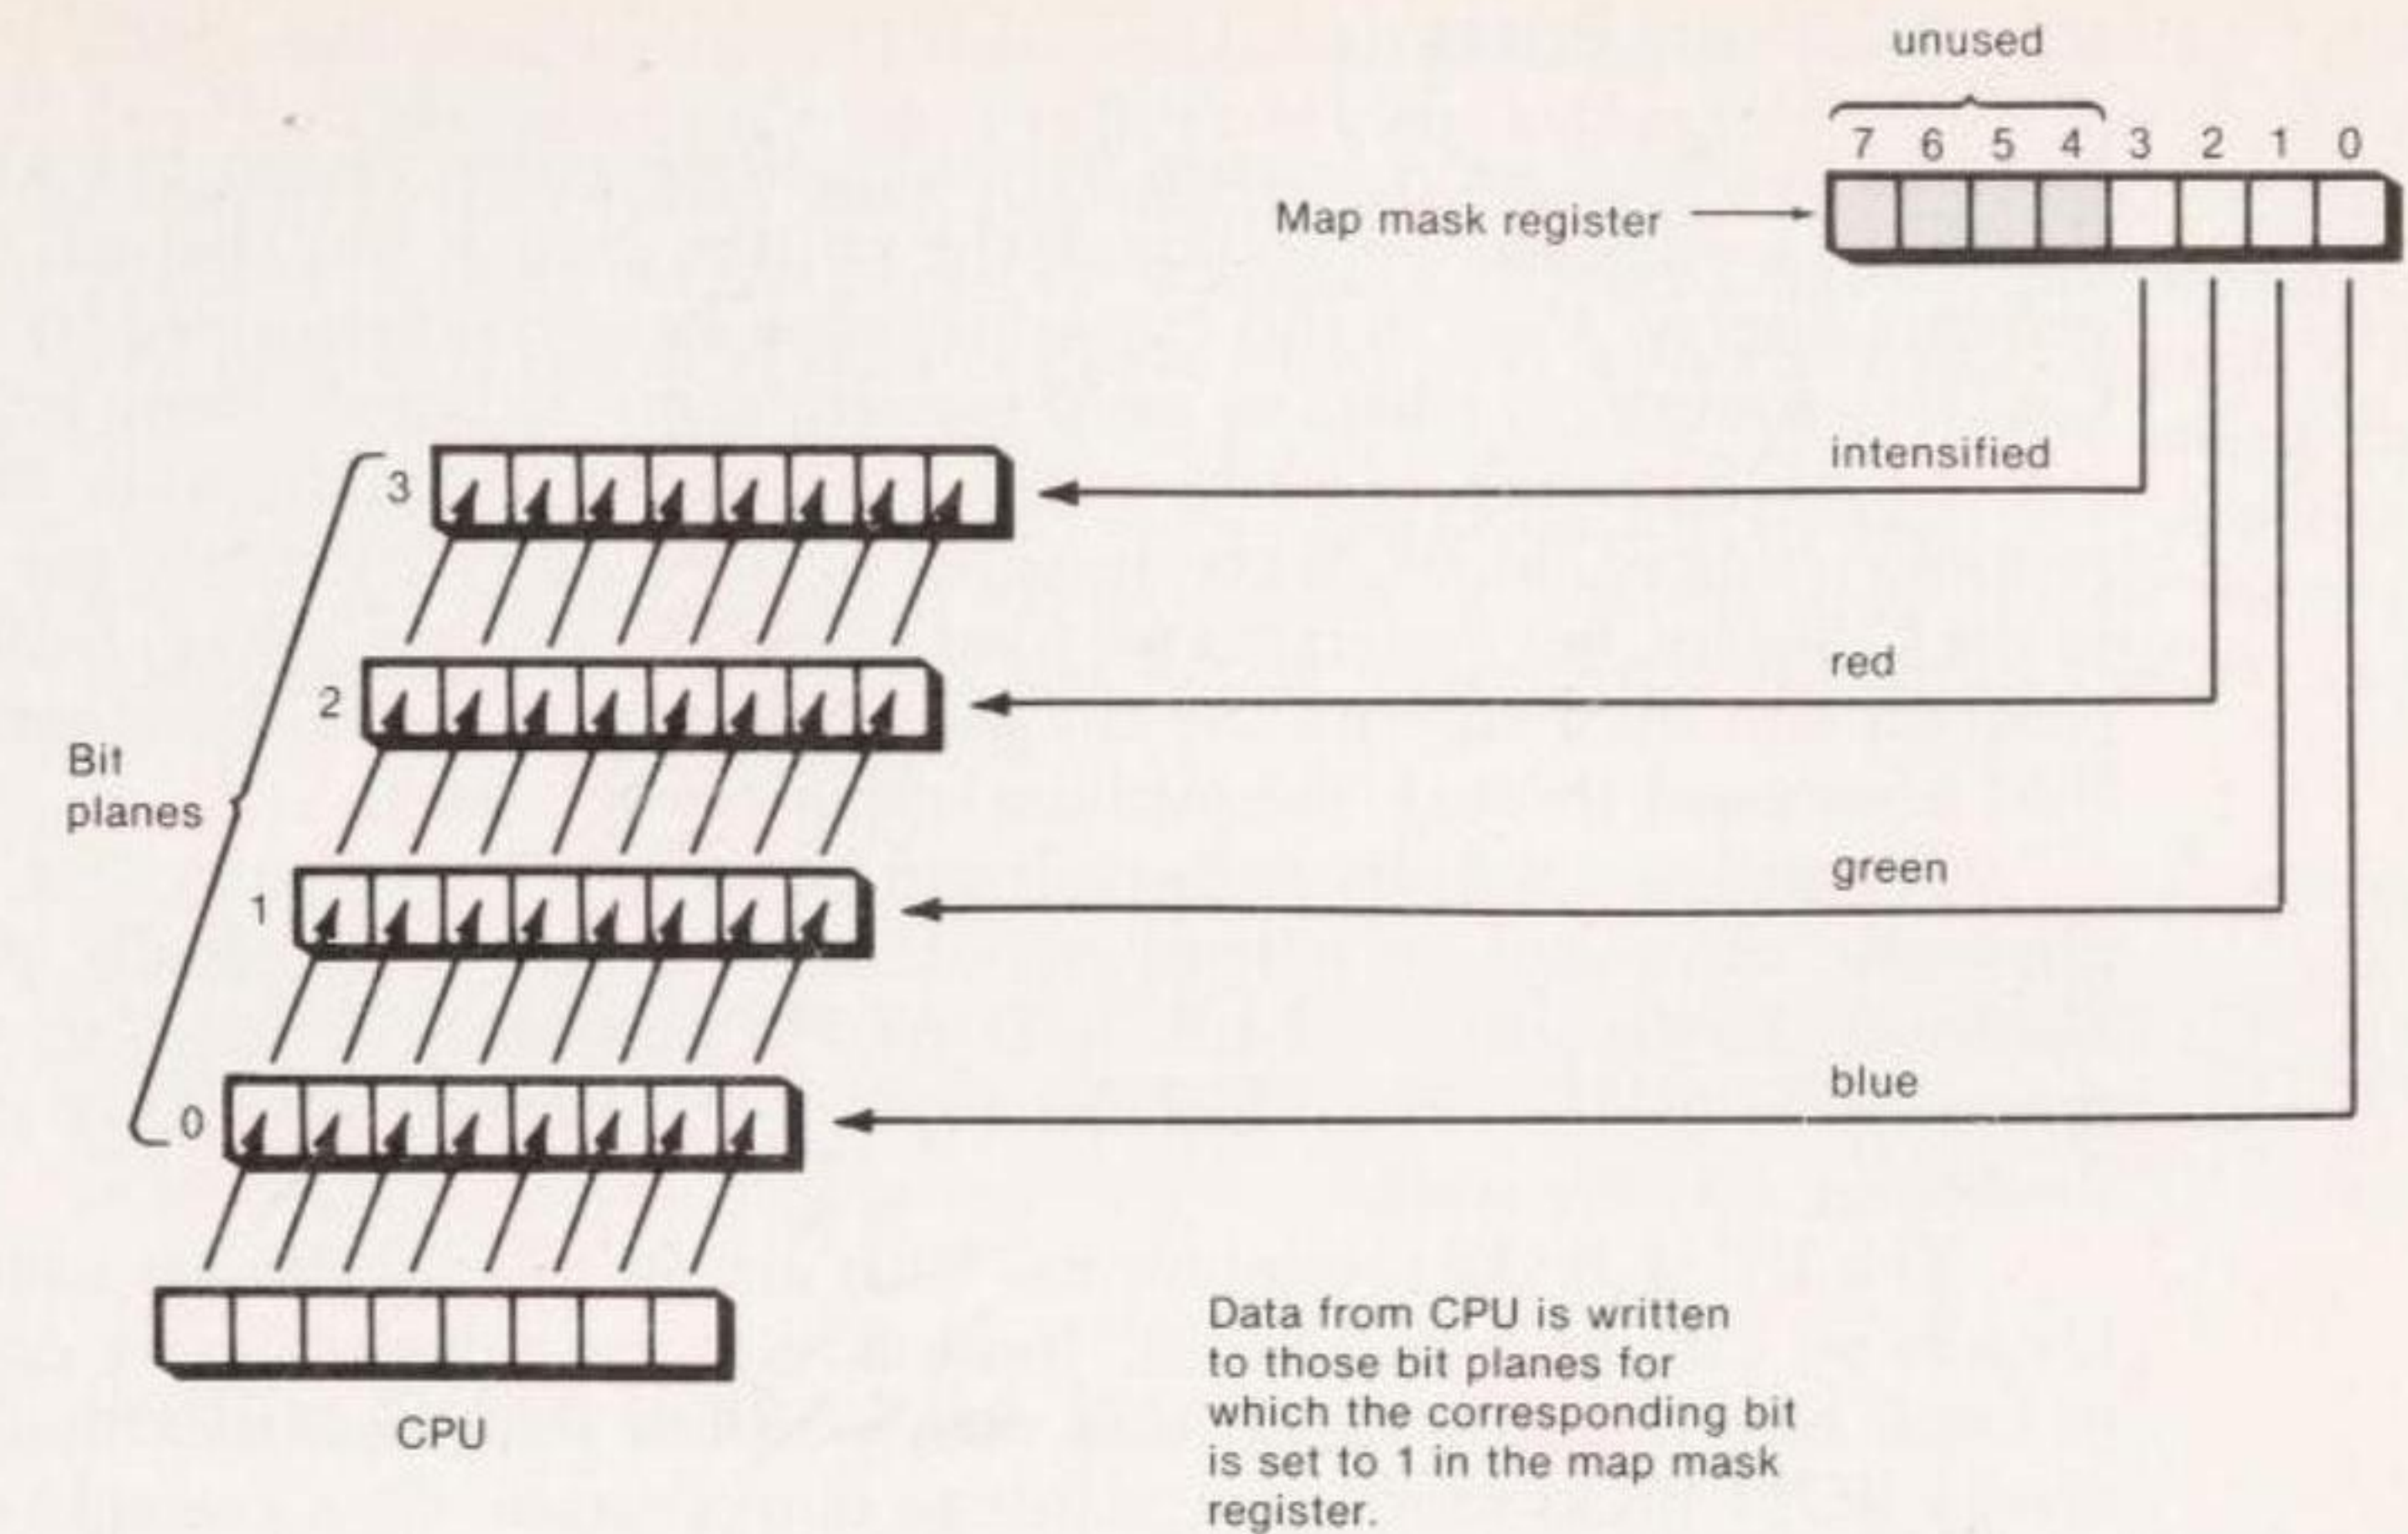 unused
7 6 5 4 3 2 1 0
Map mask register
intensified
3
red
2
Bit
planes
green
1
blue
0
CPU
Data from CPU is written
to those bit planes for
which the corresponding bit
is set to 1 in the map mask
register.